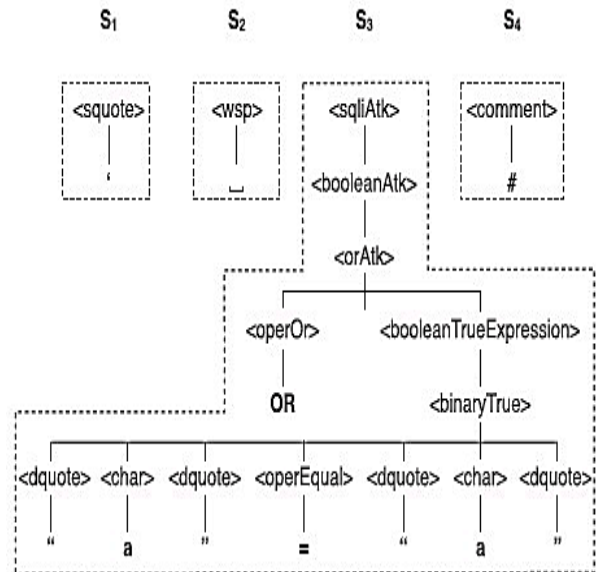 S₁ S₂ S₃ S₄
<squote> <wsp> <sqliAtk> <comment>
‘ ⎵ <booleanAtk> #
<orAtk>
<operOr> <booleanTrueExpression>
OR <binaryTrue>
<dquote> <char> <dquote> <operEqual> <dquote> <char> <dquote>
“ a ” = “ a ”